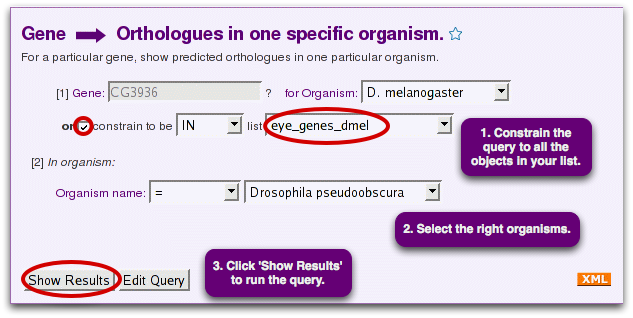 Gene Orthologues in one specific organism.
For a particular gene, show predicted orthologues in one particular organism.
[1] Gene: CG3936 ? for Organism: D. melanogaster
or constrain to be IN list eye_genes_dmel
1. Constrain the
query to all the
objects in your list.
[2] In organism:
Organism name: = Drosophila pseudoobscura
2. Select the right organisms.
3. Click 'Show Results'
to run the query.
Show Results Edit Query
XML